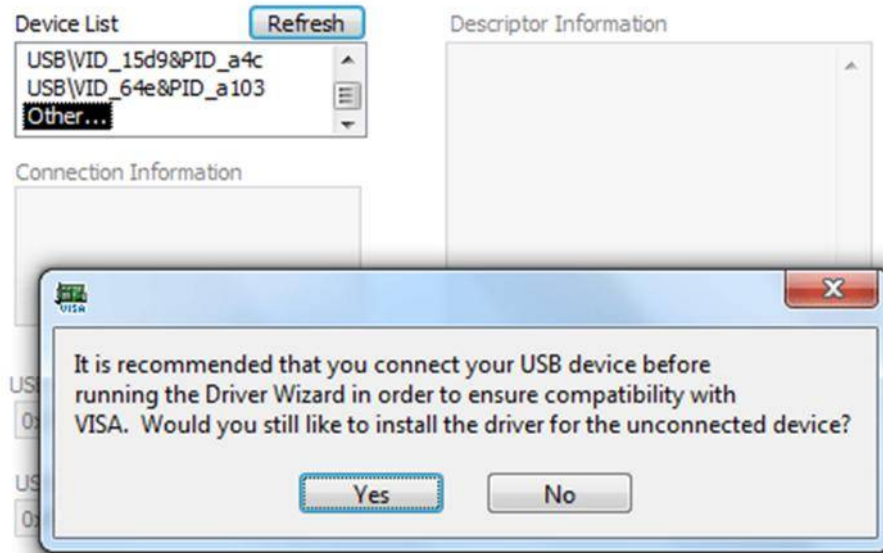 Device List
Refresh
Descriptor Information
USB\VID_15d9&PID_a4c
USB\VID_64e&PID_a103
Other...
Connection Information
VISA
It is recommended that you connect your USB device before
running the Driver Wizard in order to ensure compatibility with
VISA. Would you still like to install the driver for the unconnected device?
Yes
No